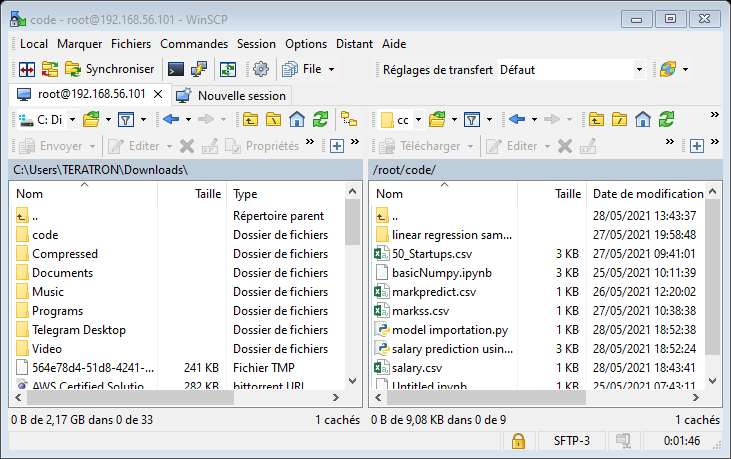 code - root@192.168.56.101 - WinSCP
Local Marquer Fichiers Commandes Session Options Distant Aide
Synchroniser File Réglages de transfert Défaut
root@192.168.56.101 Nouvelle session
C: Di cc
Envoyer Editer Propriétés Télécharger Editer
C:\Users\TERATRON\Downloads\ /root/code/
Nom Taille Type Nom Taille Date de modification
.. Répertoire parent .. 28/05/2021 13:43:37
code Dossier de fichiers linear regression sam... 27/05/2021 19:58:48
Compressed Dossier de fichiers 50_Startups.csv 3 KB 27/05/2021 09:41:01
Documents Dossier de fichiers basicNumpy.ipynb 3 KB 25/05/2021 10:11:39
Music Dossier de fichiers markpredict.csv 1 KB 26/05/2021 12:20:02
Programs Dossier de fichiers markss.csv 1 KB 27/05/2021 10:38:38
Telegram Desktop Dossier de fichiers model importation.py 1 KB 28/05/2021 18:52:38
Video Dossier de fichiers salary prediction usin... 1 KB 28/05/2021 18:52:24
564e78d4-51d8-4241-... 241 KB Fichier TMP salary.csv 1 KB 28/05/2021 18:43:41
AWS Certified Solutio... 282 KB bittorrent URL Untitled.ipynb 1 KB 25/05/2021 07:43:11
0 B de 2,17 GB dans 0 de 33 1 cachés 0 B de 9,08 KB dans 0 de 9 1 cachés
SFTP-3 0:01:46